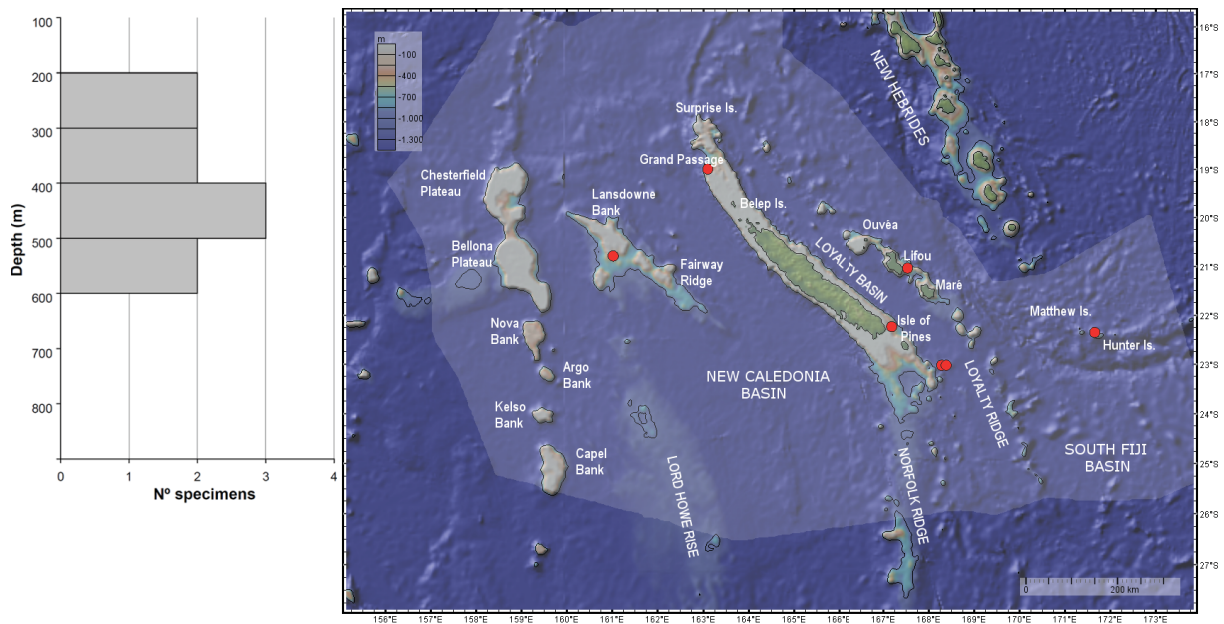 200
300
400
500
600
700
800
Depth (m)
0
1
2
3
4
Nº specimens
m
-100
-400
-700
-1.000
-1.300
Surprise Is.
Grand Passage
Chesterfield
Plateau
Lansdowne
Bank
Belep Is.
Bellona
Plateau
Fairway
Ridge
Nova
Bank
Argo
Bank
Kelso
Bank
Capel
Bank
NEW CALEDONIA
BASIN
LORD HOWE RISE
NEW HEBRIDES
Ouvéa
LOYALTY BASIN
Lifou
Maré
Isle of
Pines
Matthew Is.
Hunter Is.
LOYALTY RIDGE
NORFOLK RIDGE
SOUTH FIJI
BASIN
0
200 km
16°S
17°S
18°S
19°S
20°S
21°S
22°S
23°S
24°S
25°S
26°S
27°S
156°E
157°E
158°E
159°E
160°E
161°E
162°E
163°E
164°E
165°E
166°E
167°E
168°E
169°E
170°E
171°E
172°E
173°E